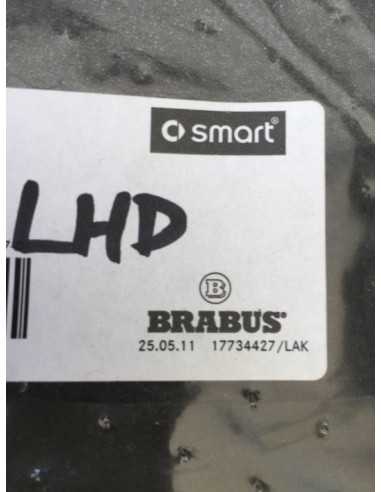 smart®
LHD
B
BRABUS®
25.05.11 17734427/LAK